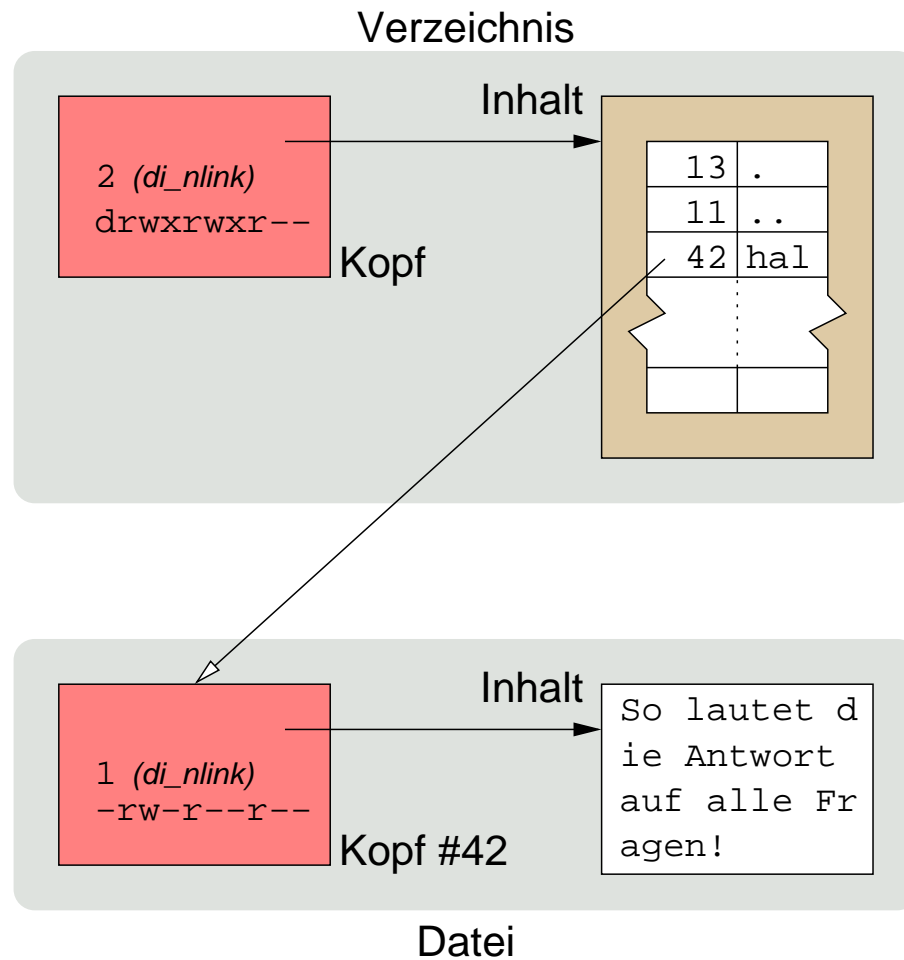 Verzeichnis
Inhalt
2 (di_nlink)
drwxrwxr--
Kopf
13 .
11 ..
42 hal
Inhalt
1 (di_nlink)
-rw-r--r--
Kopf #42
So lautet d
ie Antwort
auf alle Fr
agen!
Datei